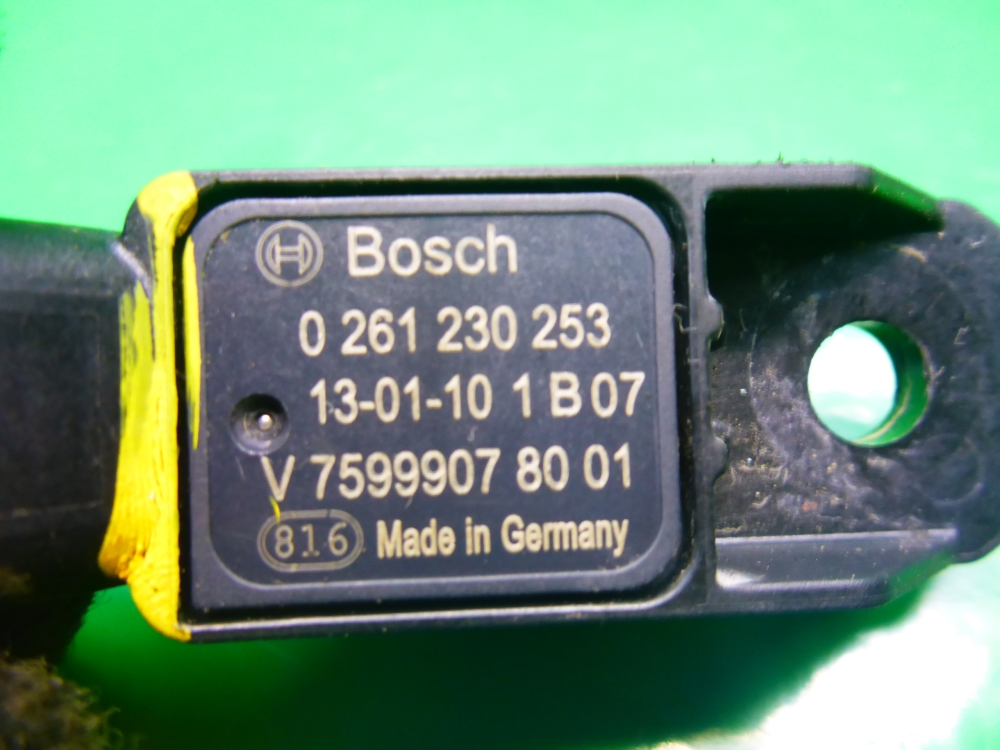 Bosch
0 261 230 253
13-01-10 1 B 07
V 7599907 80 01
816 Made in Germany